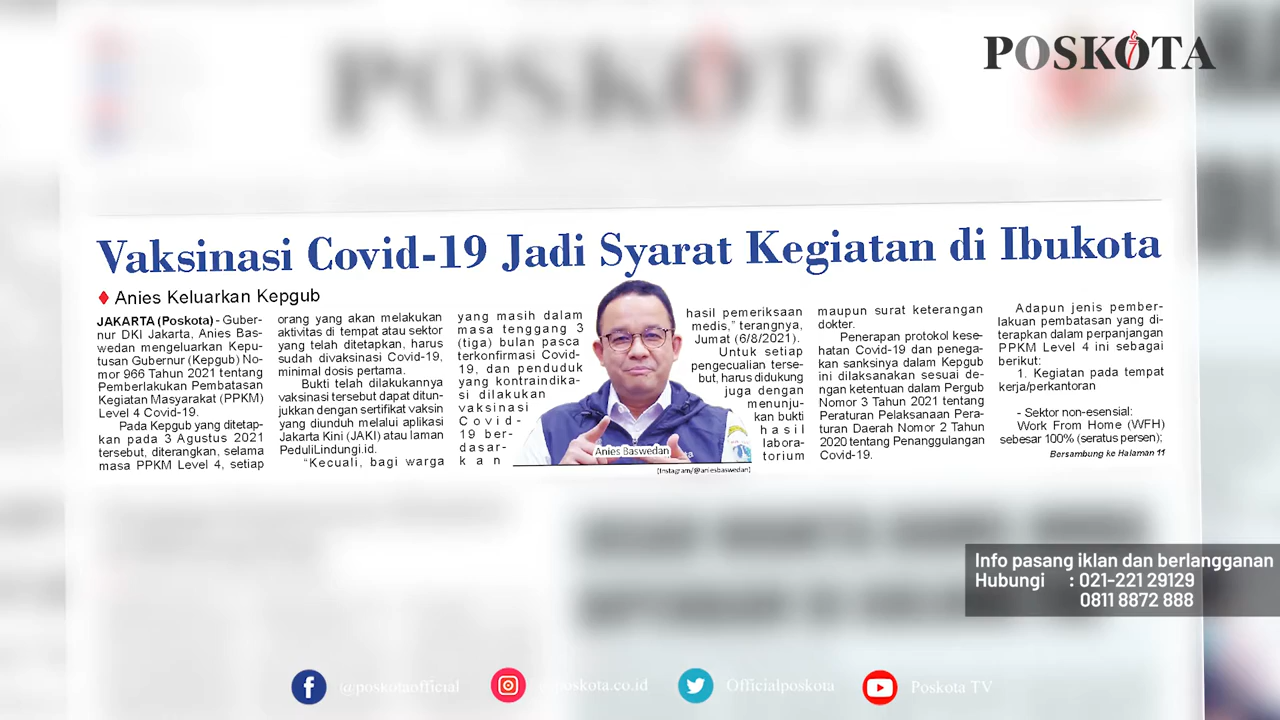 POSKOTA
Vaksinasi Covid-19 Jadi Syarat Kegiatan di Ibukota
Anies Keluarkan Kepgub
JAKARTA (Poskota) - Guber-
nur DKI Jakarta, Anies Bas-
wedan mengeluarkan Kepu-
tusan Gubernur (Kepgub) No-
mor 966 Tahun 2021 tentang
Pemberlakukan Pembatasan
Kegiatan Masyarakat (PPKM)
Level 4 Covid-19.
Pada Kepgub yang ditetap-
kan pada 3 Agustus 2021
tersebut, diterangkan, selama
masa PPKM Level 4, setiap
orang yang akan melakukan
aktivitas di tempat atau sektor
yang telah ditetapkan, harus
sudah divaksinasi Covid-19,
minimal dosis pertama.
Bukti telah dilakukannya
vaksinasi tersebut dapat ditun-
jukkan dengan sertifikat vaksin
yang diunduh melalui aplikasi
Jakarta Kini (JAKI) atau laman
PeduliLindungi.id.
"Kecuali, bagi warga
yang masih dalam
masa tenggang 3
(tiga) bulan pasca
terkonfirmasi Covid-
19, dan penduduk
yang kontraindika-
si dilakukan
vaksinasi
Covid-
19 ber-
dasar-
kan
hasil pemeriksaan
medis," terangnya,
Jumat (6/8/2021).
Untuk setiap
pengecualian terse-
but, harus didukung
juga dengan
menunju-
kan bukti
hasil
labora-
torium
maupun surat keterangan
dokter.
Penerapan protokol kese-
hatan Covid-19 dan penega-
kan sanksinya dalam Kepgub
ini dilaksanakan sesuai de-
ngan ketentuan dalam Pergub
Nomor 3 Tahun 2021 tentang
Peraturan Pelaksanaan Pera-
turan Daerah Nomor 2 Tahun
2020 tentang Penanggulangan
Covid-19.
Adapun jenis pember-
lakuan pembatasan yang di-
terapkan dalam perpanjangan
PPKM Level 4 ini sebagai
berikut:
1. Kegiatan pada tempat
kerja/perkantoran
- Sektor non-esensial:
Work From Home (WFH)
sebesar 100% (seratus persen);
Bersambung ke Halaman 11
Anies Baswedan
(Instagram/@aniesbaswedan)
Info pasang iklan dan berlangganan
Hubungi : 021-221 29129
0811 8872 888
@poskotaofficial
poskota.co.id
Officialposkota
Poskota TV